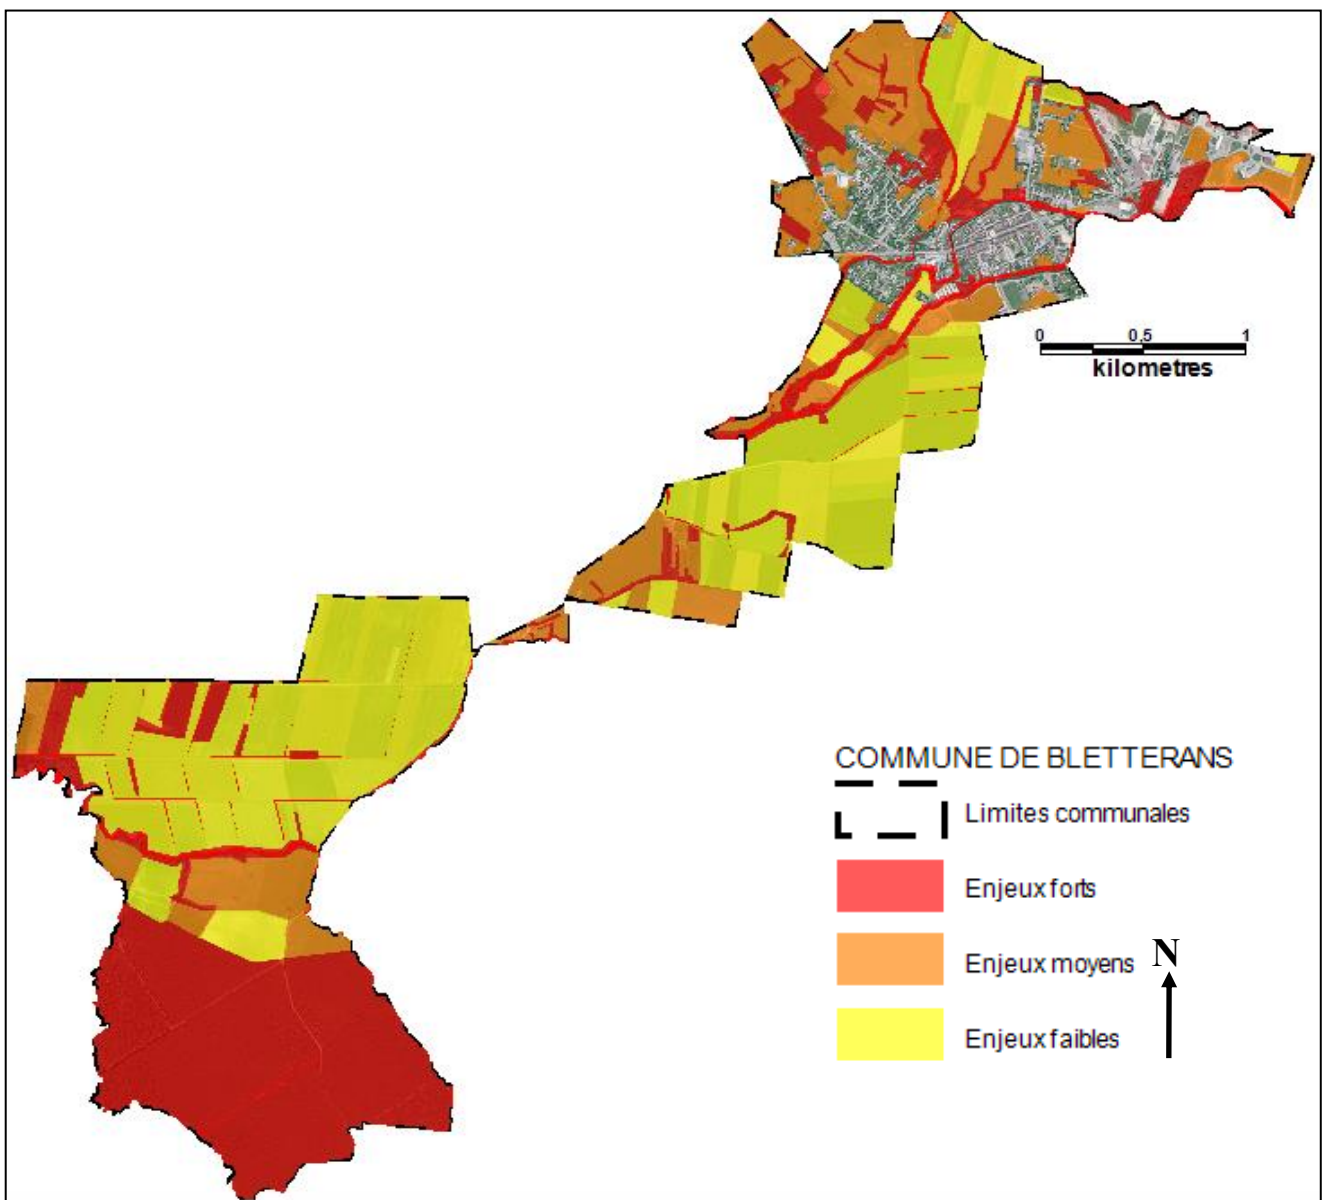 0 0,5 1
kilometres
COMMUNE DE BLETTERANS
Limites communales
Enjeux forts
Enjeux moyens
N
Enjeux faibles